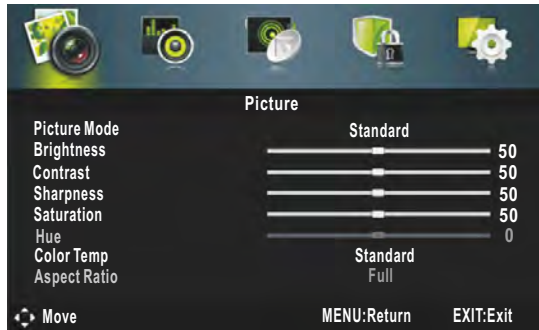 Picture
Picture Mode Standard
Brightness 50
Contrast 50
Sharpness 50
Saturation 50
Hue 0
Color Temp Standard
Aspect Ratio Full
Move MENU:Return EXIT:Exit